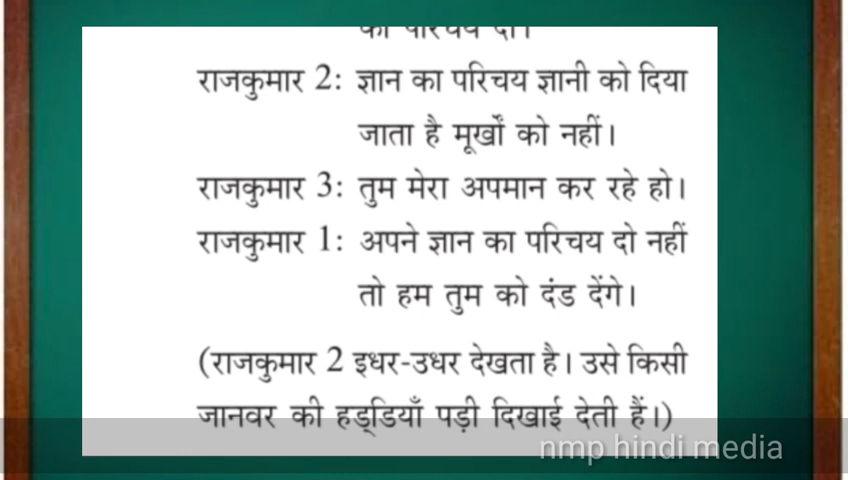 राजकुमार 2: ज्ञान का परिचय ज्ञानी को दिया
जाता है मूर्खों को नहीं।
राजकुमार 3: तुम मेरा अपमान कर रहे हो।
राजकुमार 1: अपने ज्ञान का परिचय दो नहीं
तो हम तुम को दंड देंगे।
(राजकुमार 2 इधर-उधर देखता है। उसे किसी
जानवर की हड्डियाँ पड़ी दिखाई देती हैं।)
nmp hindi media